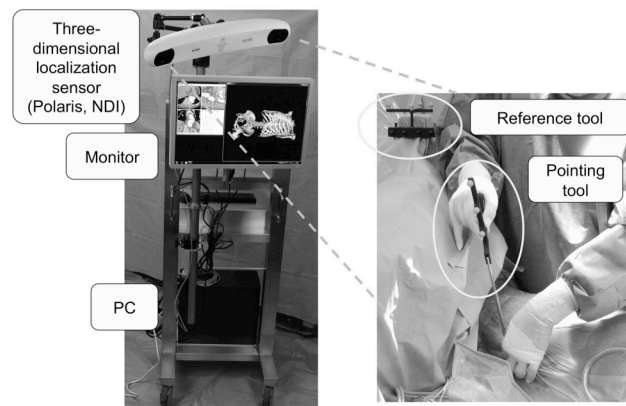 Three-
dimensional
localization
sensor
(Polaris, NDI)
Monitor
PC
Reference tool
Pointing
tool